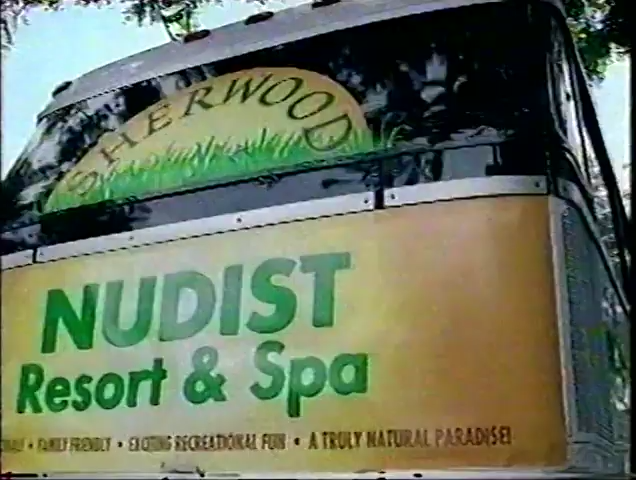 SHERWOOD
NUDIST
Resort & Spa
• FAMILY FRIENDLY • EXCITING RECREATIONAL FUN • A TRULY NATURAL PARADISE!